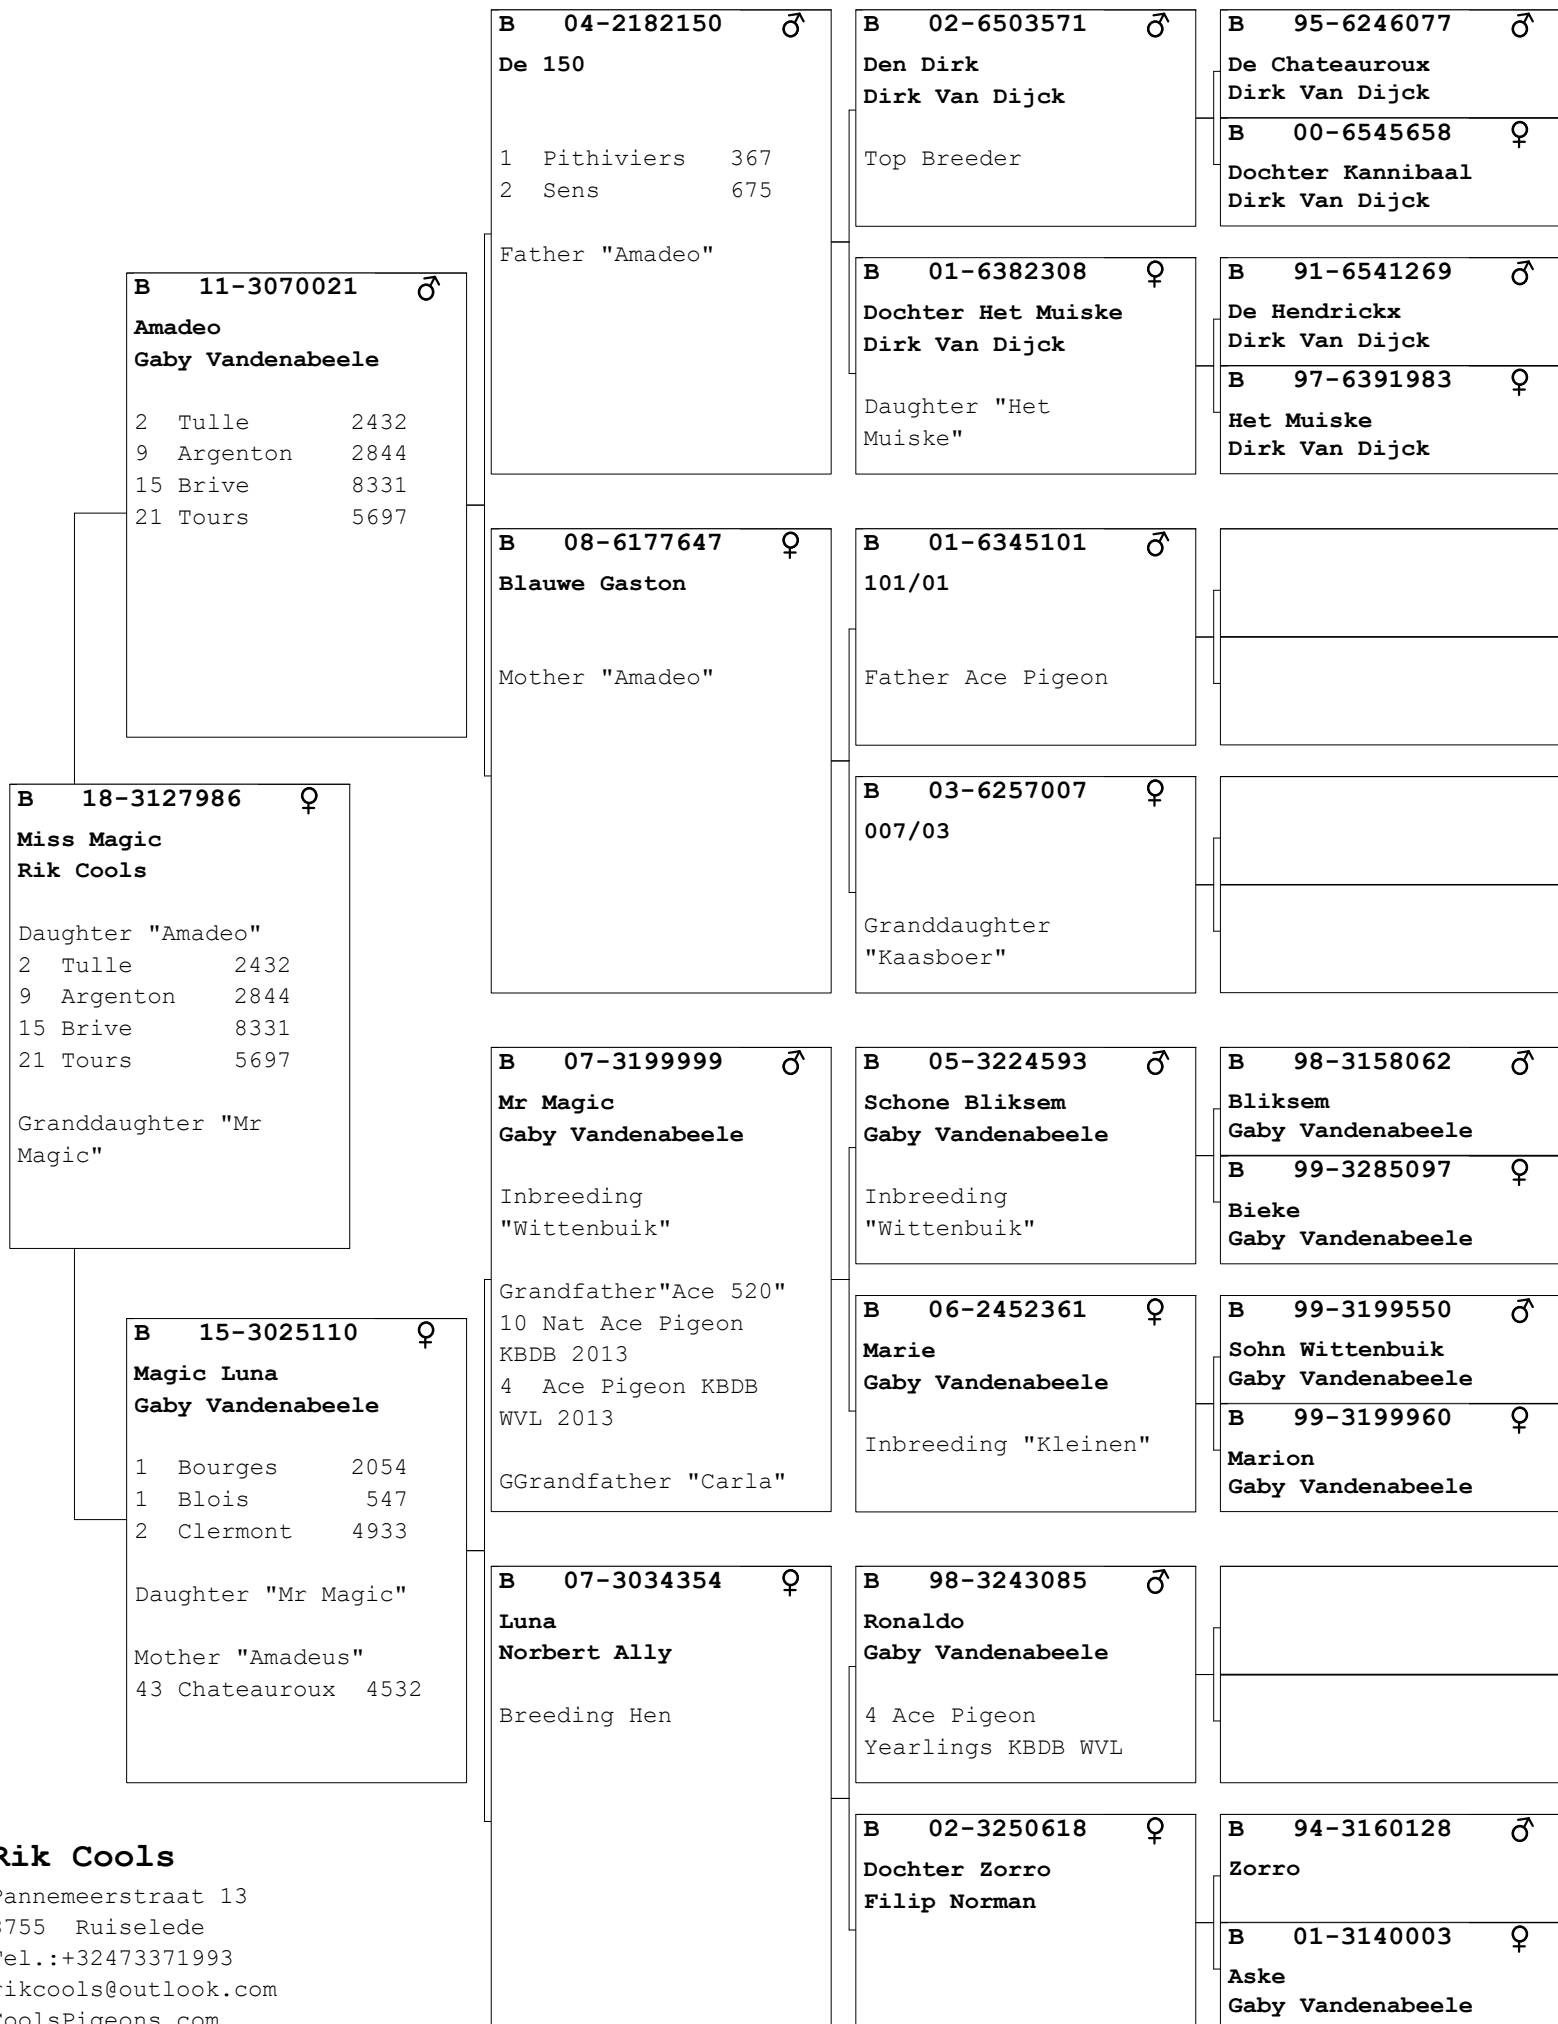 B 18-3127986 ♀
Miss Magic
Rik Cools
Daughter "Amadeo"
2 Tulle 2432
9 Argenton 2844
15 Brive 8331
21 Tours 5697
Granddaughter "Mr
Magic"
B 11-3070021 ♂
Amadeo
Gaby Vandenabeele
2 Tulle 2432
9 Argenton 2844
15 Brive 8331
21 Tours 5697
B 15-3025110 ♀
Magic Luna
Gaby Vandenabeele
1 Bourges 2054
1 Blois 547
2 Clermont 4933
Daughter "Mr Magic"
Mother "Amadeus"
43 Chateauroux 4532
B 04-2182150 ♂
De 150
1 Pithiviers 367
2 Sens 675
Father "Amadeo"
B 08-6177647 ♀
Blauwe Gaston
Mother "Amadeo"
B 07-3199999 ♂
Mr Magic
Gaby Vandenabeele
Inbreeding
"Wittenbuik"
Grandfather"Ace 520"
10 Nat Ace Pigeon
KBDB 2013
4 Ace Pigeon KBDB
WVL 2013
GGrandfather "Carla"
B 07-3034354 ♀
Luna
Norbert Ally
Breeding Hen
B 02-6503571 ♂
Den Dirk
Dirk Van Dijck
Top Breeder
B 01-6382308 ♀
Dochter Het Muiske
Dirk Van Dijck
Daughter "Het
Muiske"
B 01-6345101 ♂
101/01
Father Ace Pigeon
B 03-6257007 ♀
007/03
Granddaughter
"Kaasboer"
B 05-3224593 ♂
Schone Bliksem
Gaby Vandenabeele
Inbreeding
"Wittenbuik"
B 06-2452361 ♀
Marie
Gaby Vandenabeele
Inbreeding "Kleinen"
B 98-3243085 ♂
Ronaldo
Gaby Vandenabeele
4 Ace Pigeon
Yearlings KBDB WVL
B 02-3250618 ♀
Dochter Zorro
Filip Norman
B 95-6246077 ♂
De Chateauroux
Dirk Van Dijck
B 00-6545658 ♀
Dochter Kannibaal
Dirk Van Dijck
B 91-6541269 ♂
De Hendrickx
Dirk Van Dijck
B 97-6391983 ♀
Het Muiske
Dirk Van Dijck
B 98-3158062 ♂
Bliksem
Gaby Vandenabeele
B 99-3285097 ♀
Bieke
Gaby Vandenabeele
B 99-3199550 ♂
Sohn Wittenbuik
Gaby Vandenabeele
B 99-3199960 ♀
Marion
Gaby Vandenabeele
B 94-3160128 ♂
Zorro
B 01-3140003 ♀
Aske
Gaby Vandenabeele
Rik Cools
Pannemeerstraat 13
8755 Ruiselede
Tel.:+32473371993
rikcools@outlook.com
CoolsPigeons.com